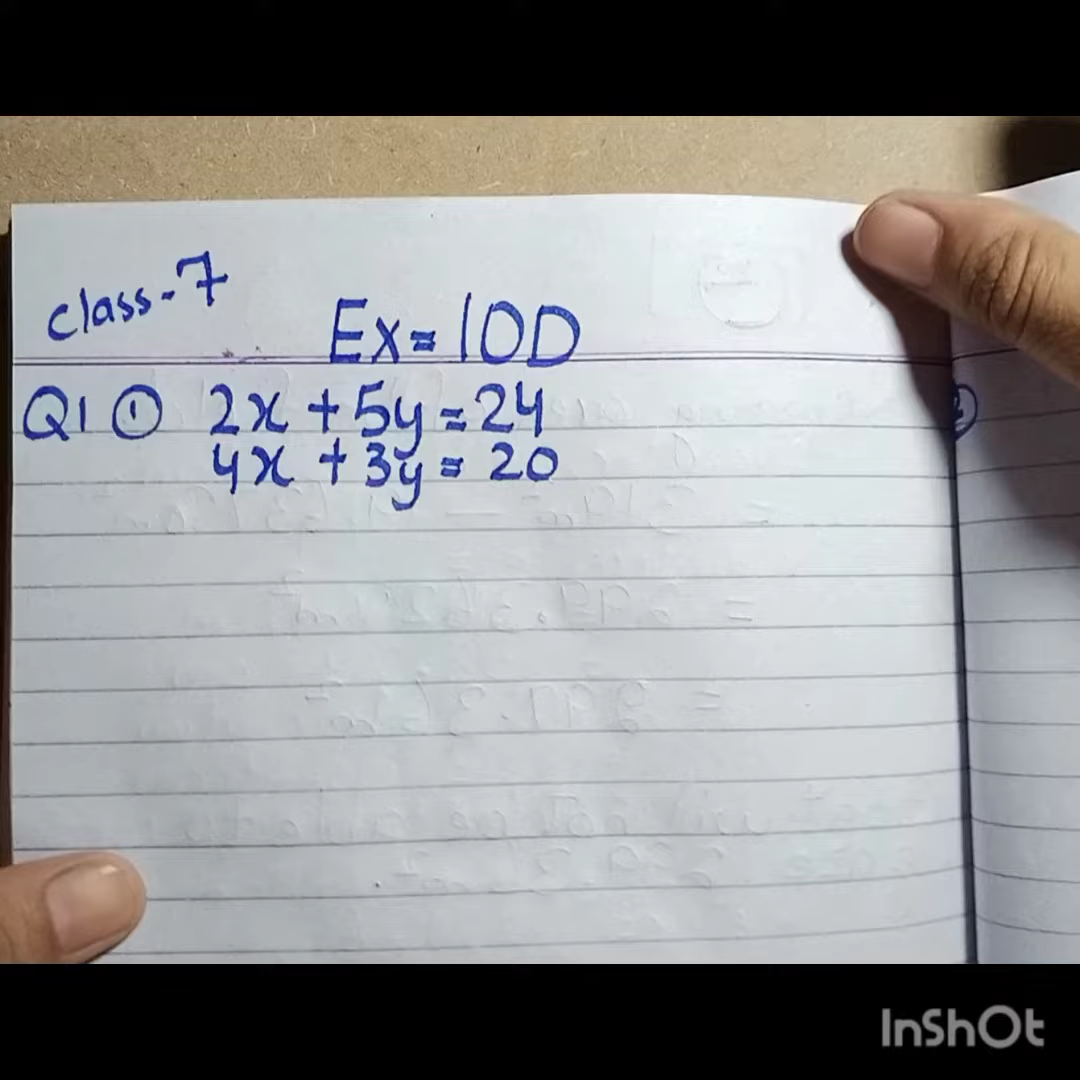 class-7
Ex = 10D
Q1 ① 2x + 5y = 24
4x + 3y = 20
InShOt